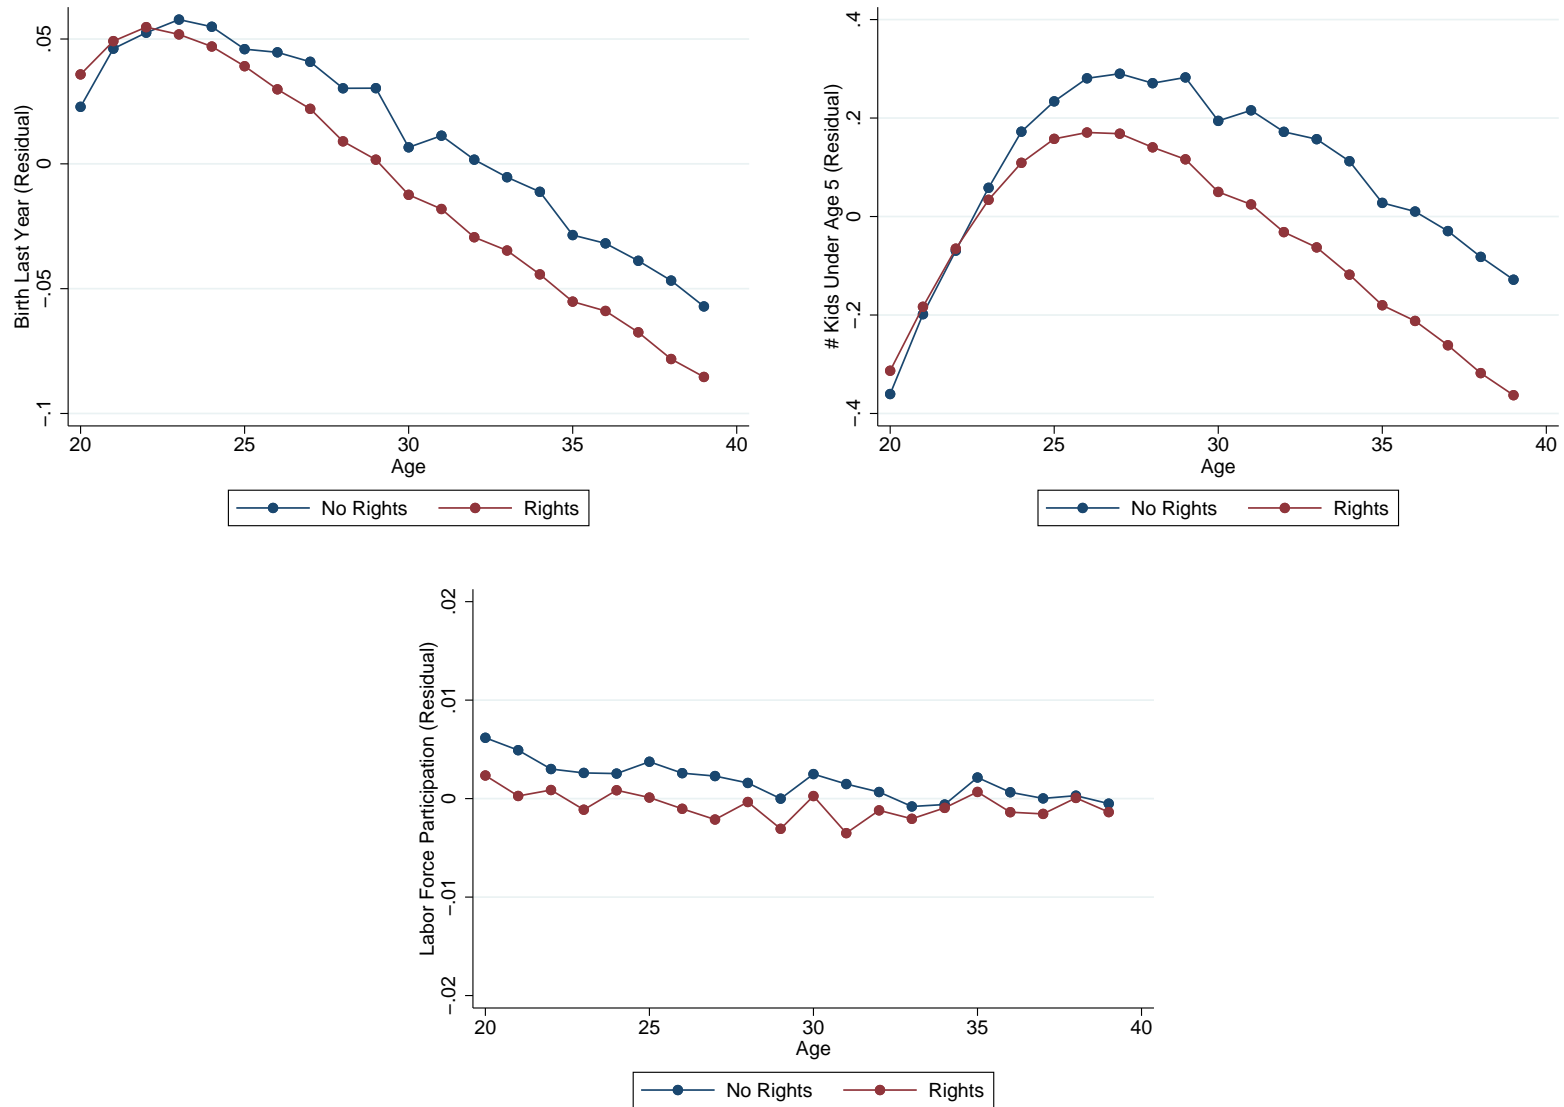 Birth Last Year (Residual)
.05
0
−.05
−.1
20 25 30 35 40
Age
No Rights Rights
# Kids Under Age 5 (Residual)
.4
.2
0
−.2
−.4
20 25 30 35 40
Age
No Rights Rights
Labor Force Participation (Residual)
.02
.01
0
−.01
−.02
20 25 30 35 40
Age
No Rights Rights